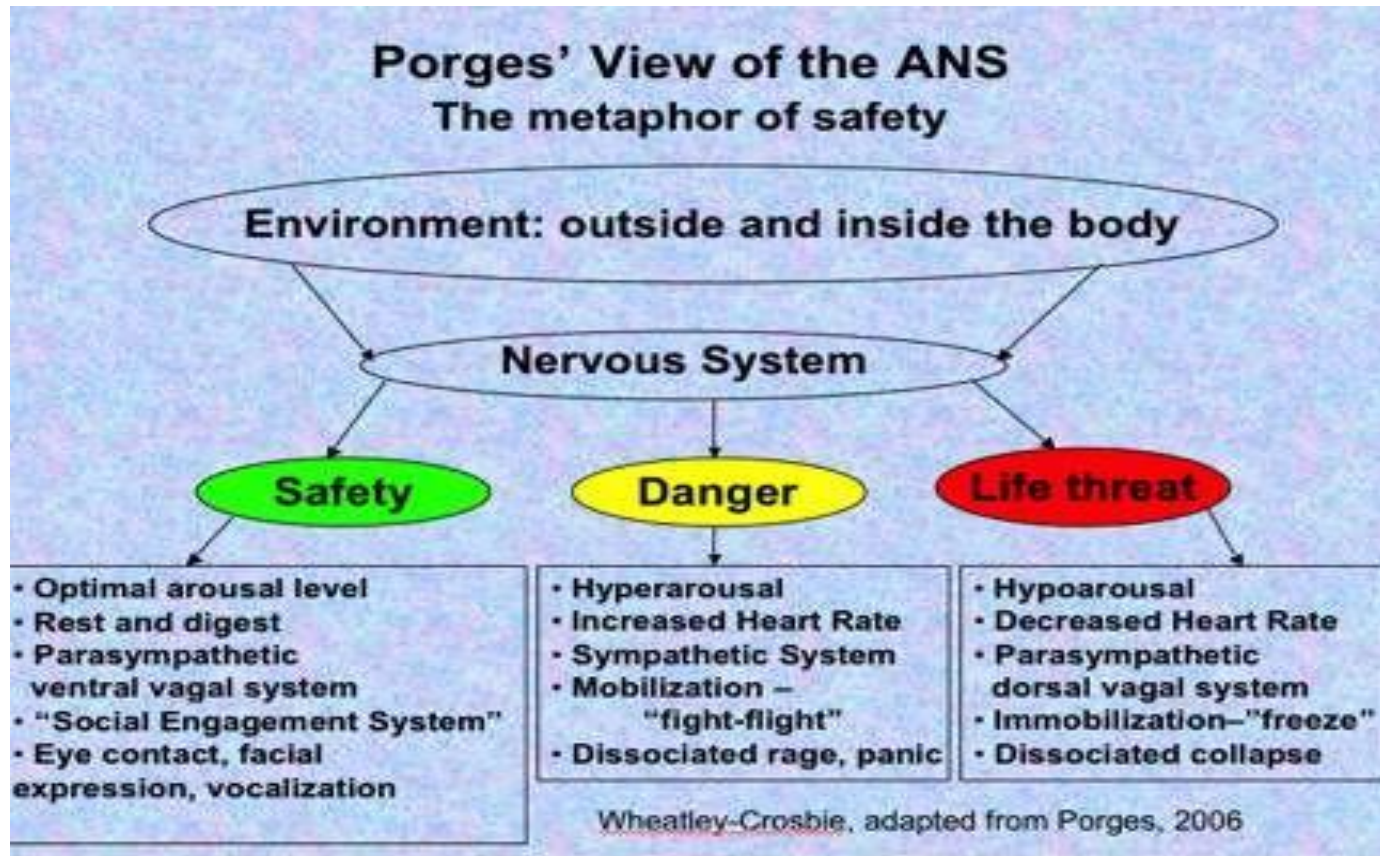 Porges’ View of the ANS
The metaphor of safety
Environment: outside and inside the body
Nervous System
Safety
Danger
Life threat
• Optimal arousal level
• Rest and digest
• Parasympathetic
ventral vagal system
• “Social Engagement System”
• Eye contact, facial
expression, vocalization
• Hyperarousal
• Increased Heart Rate
• Sympathetic System
• Mobilization –
“fight-flight”
• Dissociated rage, panic
• Hypoarousal
• Decreased Heart Rate
• Parasympathetic
dorsal vagal system
• Immobilization–”freeze”
• Dissociated collapse
Wheatley-Crosbie, adapted from Porges, 2006